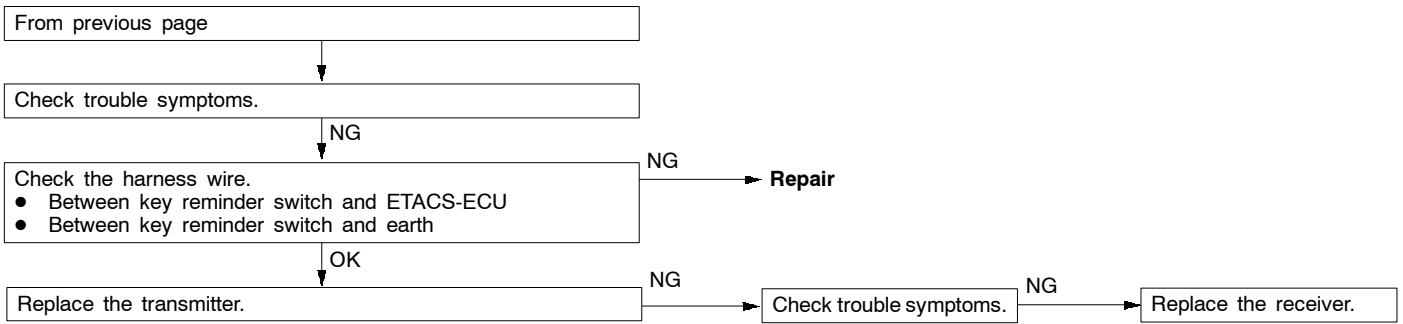 From previous page
Check trouble symptoms.
NG
Check the harness wire.
● Between key reminder switch and ETACS-ECU
● Between key reminder switch and earth
NG
Repair
OK
Replace the transmitter.
NG
Check trouble symptoms.
NG
Replace the receiver.